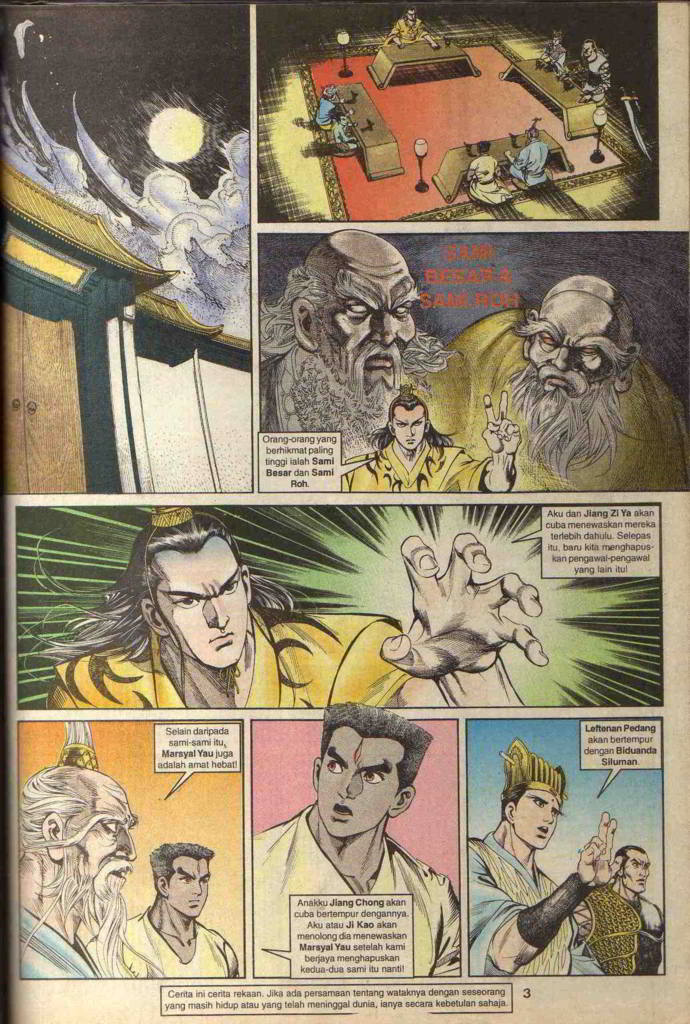 SAMI
BESAR &
SAMI ROH
Orang-orang yang
berhikmat paling
tinggi ialah Sami
Besar dan Sami
Roh.
Aku dan Jiang Zi Ya akan
cuba menewaskan mereka
terlebih dahulu. Selepas
itu, baru kita menghapus-
kan pengawal-pengawal
yang lain itu!
Selain daripada
sami-sami itu,
Marsyal Yau juga
adalah amat hebat!
Anakku Jiang Chong akan
cuba bertempur dengannya.
Aku atau Ji Kao akan
menolong dia menewaskan
Marsyal Yau setelah kami
berjaya menghapuskan
kedua-dua sami itu nanti!
Leftenan Pedang
akan bertempur
dengan Biduanda
Siluman.
Cerita ini cerita rekaan. Jika ada persamaan tentang wataknya dengan seseorang
yang masih hidup atau yang telah meninggal dunia, ianya secara kebetulan sahaja.
3